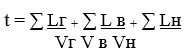 t = ∑ Lг + ∑ L в + ∑ Lн
Vг V в Vн